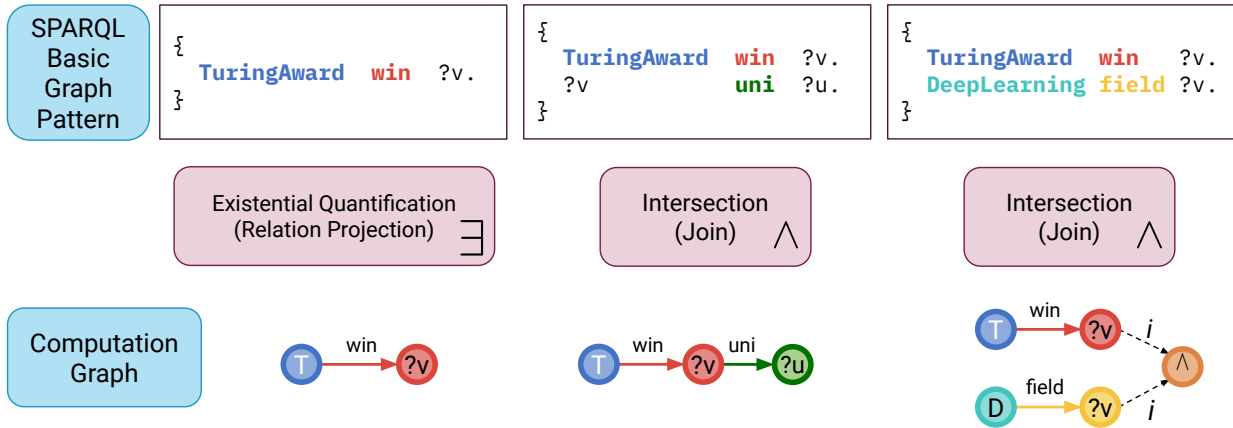 SPARQL
Basic
Graph
Pattern
{
TuringAward win ?v.
}
{
TuringAward win ?v.
?v uni ?u.
}
{
TuringAward win ?v.
DeepLearning field ?v.
}
Existential Quantification
(Relation Projection) ∃
Intersection
(Join) ∧
Intersection
(Join) ∧
Computation
Graph
T win ?v
T win ?v uni ?u
T win ?v i
∧
D field ?v i